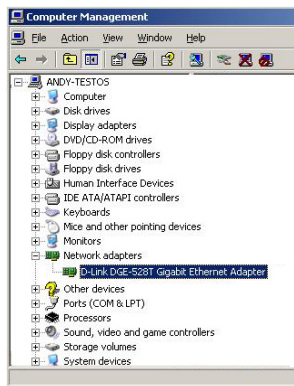 Computer Management
File Action View Window Help
ANDY-TESTOS
Computer
Disk drives
Display adapters
DVD/CD-ROM drives
Floppy disk controllers
Floppy disk drives
Human Interface Devices
IDE ATA/ATAPI controllers
Keyboards
Mice and other pointing devices
Monitors
Network adapters
D-Link DGE-528T Gigabit Ethernet Adapter
Other devices
Ports (COM & LPT)
Processors
Sound, video and game controllers
Storage volumes
System devices